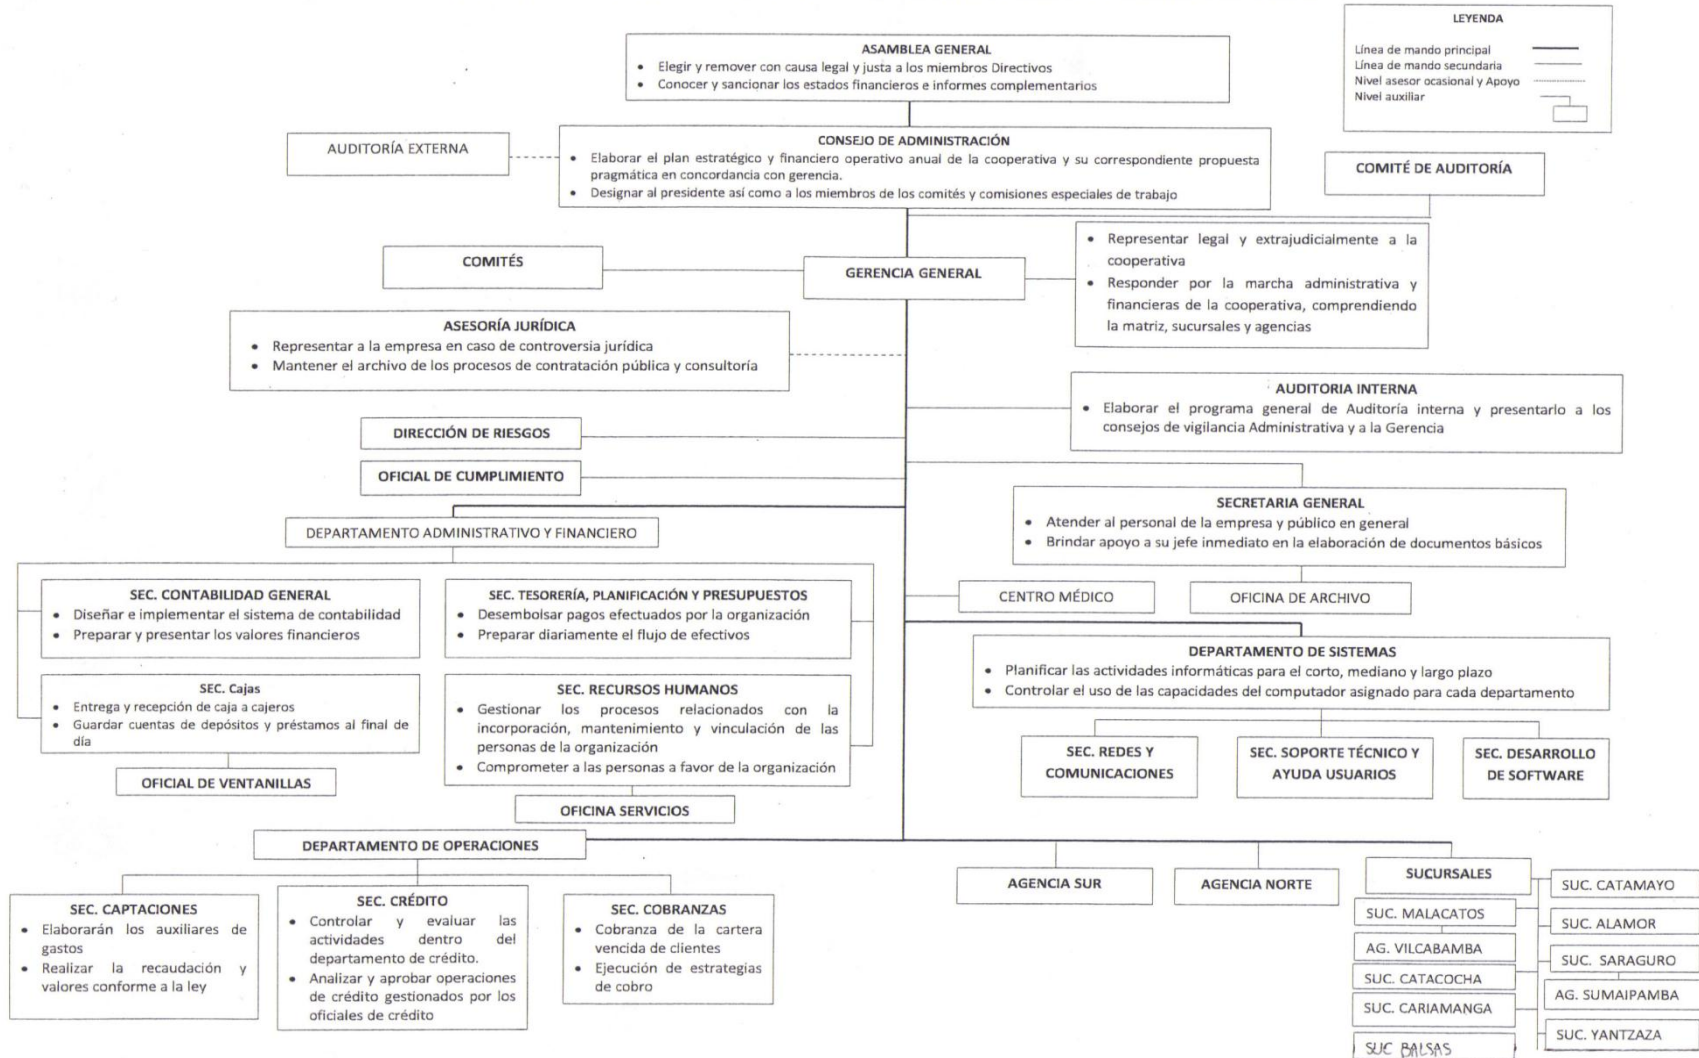 LEYENDA
Línea de mando principal
Línea de mando secundaria
Nivel asesor ocasional y Apoyo
Nivel auxiliar
ASAMBLEA GENERAL
• Elegir y remover con causa legal y justa a los miembros Directivos
• Conocer y sancionar los estados financieros e informes complementarios
AUDITORÍA EXTERNA
CONSEJO DE ADMINISTRACIÓN
• Elaborar el plan estratégico y financiero operativo anual de la cooperativa y su correspondiente propuesta
pragmática en concordancia con gerencia.
• Designar al presidente así como a los miembros de los comités y comisiones especiales de trabajo
COMITÉ DE AUDITORÍA
COMITÉS
GERENCIA GENERAL
• Representar legal y extrajudicialmente a la
cooperativa
• Responder por la marcha administrativa y
financieras de la cooperativa, comprendiendo
la matriz, sucursales y agencias
ASESORÍA JURÍDICA
• Representar a la empresa en caso de controversia jurídica
• Mantener el archivo de los procesos de contratación pública y consultoría
AUDITORIA INTERNA
• Elaborar el programa general de Auditoría interna y presentarlo a los
consejos de vigilancia Administrativa y a la Gerencia
DIRECCIÓN DE RIESGOS
OFICIAL DE CUMPLIMIENTO
SECRETARIA GENERAL
• Atender al personal de la empresa y público en general
• Brindar apoyo a su jefe inmediato en la elaboración de documentos básicos
DEPARTAMENTO ADMINISTRATIVO Y FINANCIERO
CENTRO MÉDICO
OFICINA DE ARCHIVO
SEC. CONTABILIDAD GENERAL
• Diseñar e implementar el sistema de contabilidad
• Preparar y presentar los valores financieros
SEC. TESORERÍA, PLANIFICACIÓN Y PRESUPUESTOS
• Desembolsar pagos efectuados por la organización
• Preparar diariamente el flujo de efectivos
DEPARTAMENTO DE SISTEMAS
• Planificar las actividades informáticas para el corto, mediano y largo plazo
• Controlar el uso de las capacidades del computador asignado para cada departamento
SEC. Cajas
• Entrega y recepción de caja a cajeros
• Guardar cuentas de depósitos y préstamos al final de
día
SEC. RECURSOS HUMANOS
• Gestionar los procesos relacionados con la
incorporación, mantenimiento y vinculación de las
personas de la organización
• Comprometer a las personas a favor de la organización
SEC. REDES Y
COMUNICACIONES
SEC. SOPORTE TÉCNICO Y
AYUDA USUARIOS
SEC. DESARROLLO
DE SOFTWARE
OFICIAL DE VENTANILLAS
OFICINA SERVICIOS
DEPARTAMENTO DE OPERACIONES
AGENCIA SUR
AGENCIA NORTE
SUCURSALES
SEC. CAPTACIONES
• Elaborarán los auxiliares de
gastos
• Realizar la recaudación y
valores conforme a la ley
SEC. CRÉDITO
• Controlar y evaluar las
actividades dentro del
departamento de crédito.
• Analizar y aprobar operaciones
de crédito gestionados por los
oficiales de crédito
SEC. COBRANZAS
• Cobranza de la cartera
vencida de clientes
• Ejecución de estrategias
de cobro
SUC. MALACATOS
AG. VILCABAMBA
SUC. CATACOCHA
SUC. CARIAMANGA
SUC BALSAS
SUC. CATAMAYO
SUC. ALAMOR
SUC. SARAGURO
AG. SUMAIPAMBA
SUC. YANTZAZA